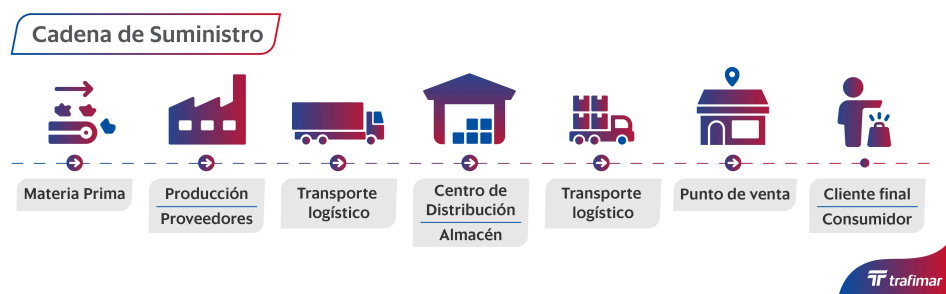 Cadena de Suministro
Materia Prima
Producción
Proveedores
Transporte
logístico
Centro de
Distribución
Almacén
Transporte
logístico
Punto de venta
Cliente final
Consumidor
trafimar